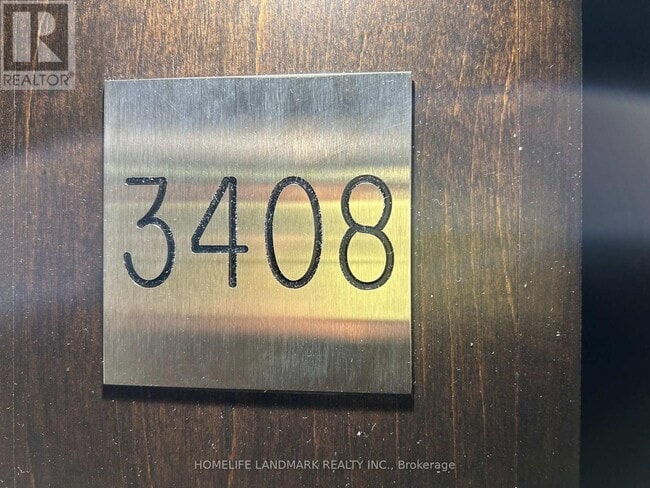 R
REALTOR®
3408
HOMELIFE LANDMARK REALTY INC., Brokerage